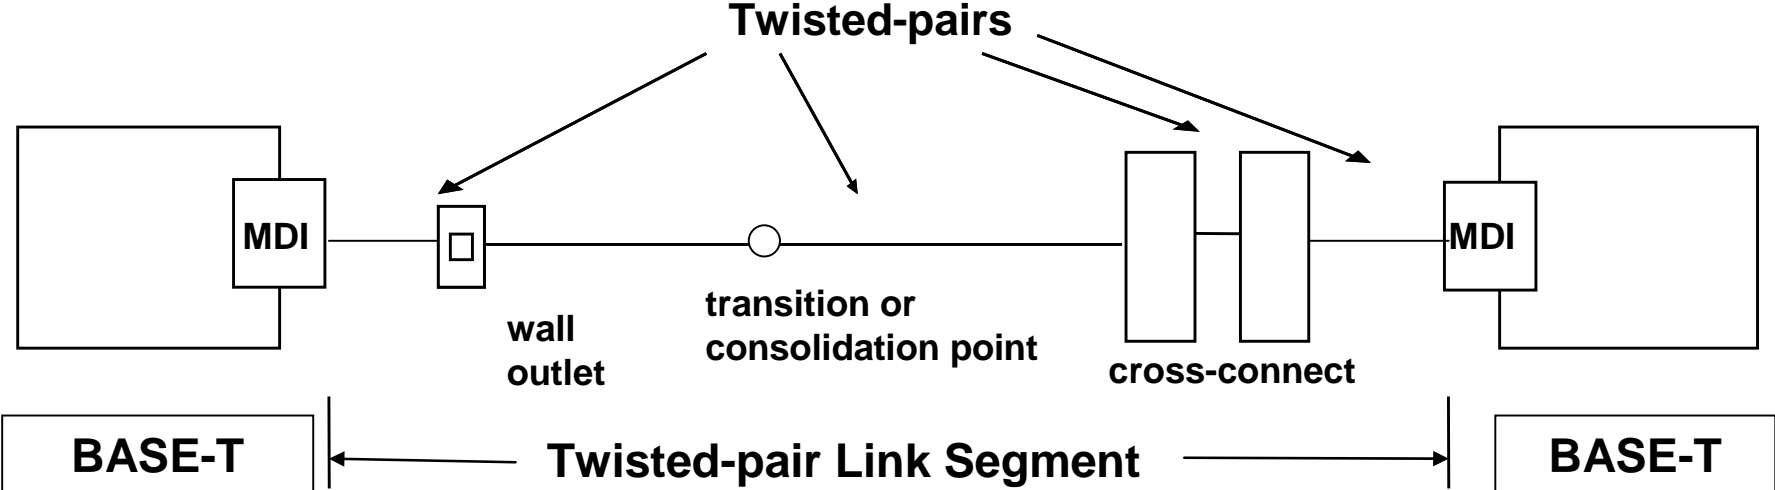 Twisted-pairs
MDI
MDI
wall
outlet
transition or
consolidation point
cross-connect
BASE-T
Twisted-pair Link Segment
BASE-T